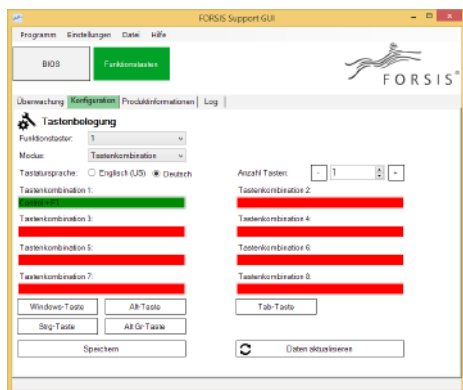 FORSIS Support GUI
Programm Einstellungen Datei Hilfe
BIOS
Funktionstasten
FORSIS
Überwachung Konfiguration Produktinformationen Log
Tastenbelegung
Funktionstaster: 1
Modus: Tastenkombination
Tastatursprache: Englisch (US) Deutsch
Anzahl Tasten: - 1 +
Tastenkombination 1:
Tastenkombination 2:
Control + F1
Tastenkombination 3:
Tastenkombination 4:
Tastenkombination 5:
Tastenkombination 6:
Tastenkombination 7:
Tastenkombination 8:
Windows-Taste
Alt-Taste
Tab-Taste
Strg-Taste
Alt Gr-Taste
Speichern
Daten aktualisieren